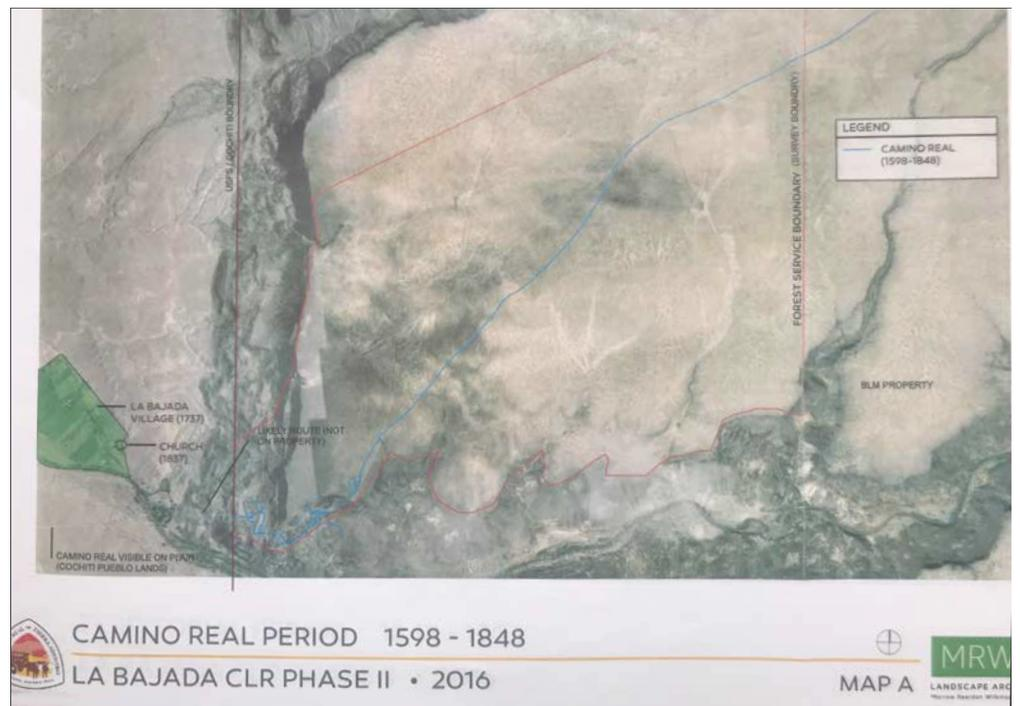 USFS / COCHITI BOUNDRY
FOREST SERVICE BOUNDARY (SURVEY BOUNDRY)
LEGEND
CAMINO REAL
(1598-1848)
BLM PROPERTY
LA BAJADA
VILLAGE (1737)
CHURCH
(1837)
LIKELY ROUTE (NOT
ON PROPERTY)
CAMINO REAL VISIBLE ON PLAIN
(COCHITI PUEBLO LANDS)
CAMINO REAL PERIOD 1598 - 1848
LA BAJADA CLR PHASE II • 2016
MAP A
MRW
LANDSCAPE ARC